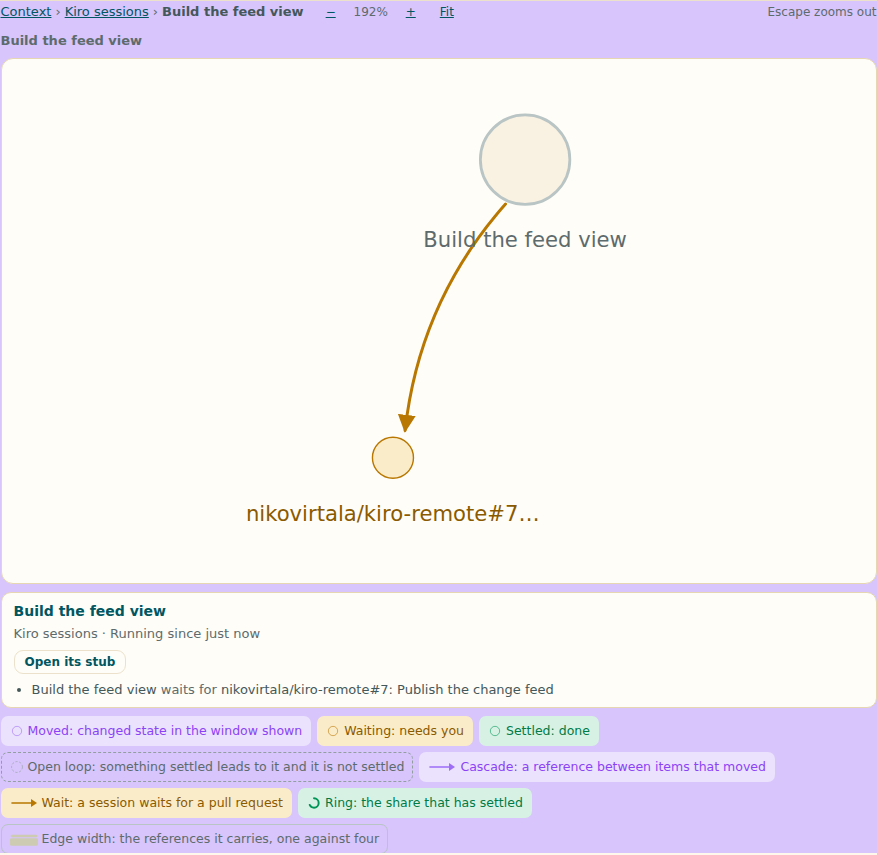 Context › Kiro sessions › Build the feed view − 192% + Fit Escape zooms out
Build the feed view
Build the feed view
nikovirtala/kiro-remote#7…
Build the feed view
Kiro sessions · Running since just now
Open its stub
• Build the feed view waits for nikovirtala/kiro-remote#7: Publish the change feed
Moved: changed state in the window shown
Waiting: needs you
Settled: done
Open loop: something settled leads to it and it is not settled
Cascade: a reference between items that moved
Wait: a session waits for a pull request
Ring: the share that has settled
Edge width: the references it carries, one against four